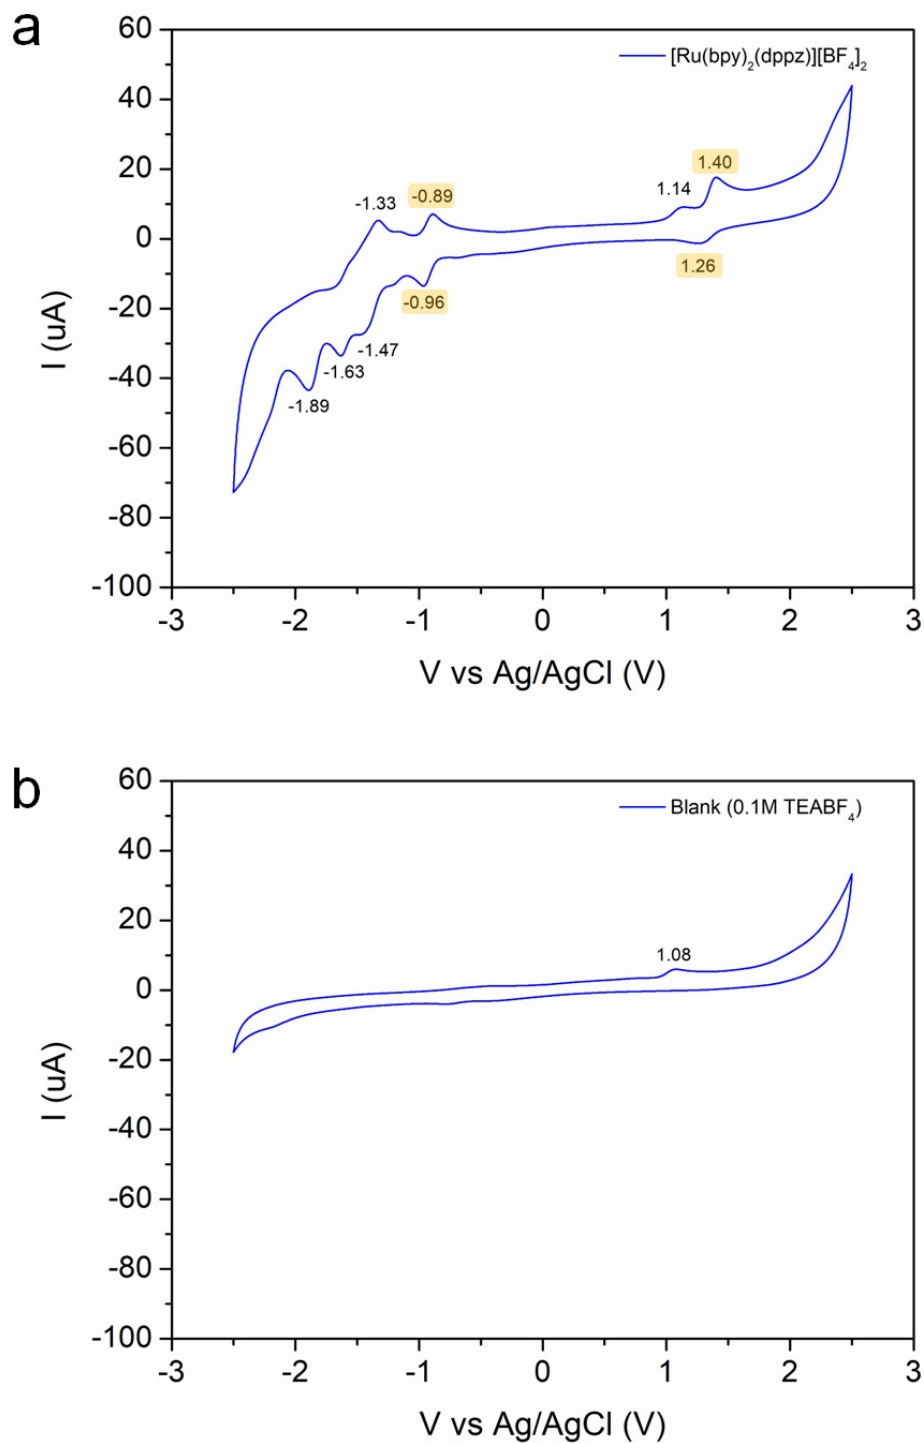 a
[Ru(bpy)₂(dppz)][BF₄]₂
60
40
20
0
-20
-40
-60
-80
-100
I (uA)
-1.33
-0.89
1.14
1.40
1.26
-0.96
-1.47
-1.63
-1.89
-3 -2 -1 0 1 2 3
V vs Ag/AgCl (V)
b
Blank (0.1M TEABF₄)
60
40
20
0
-20
-40
-60
-80
-100
I (uA)
1.08
-3 -2 -1 0 1 2 3
V vs Ag/AgCl (V)